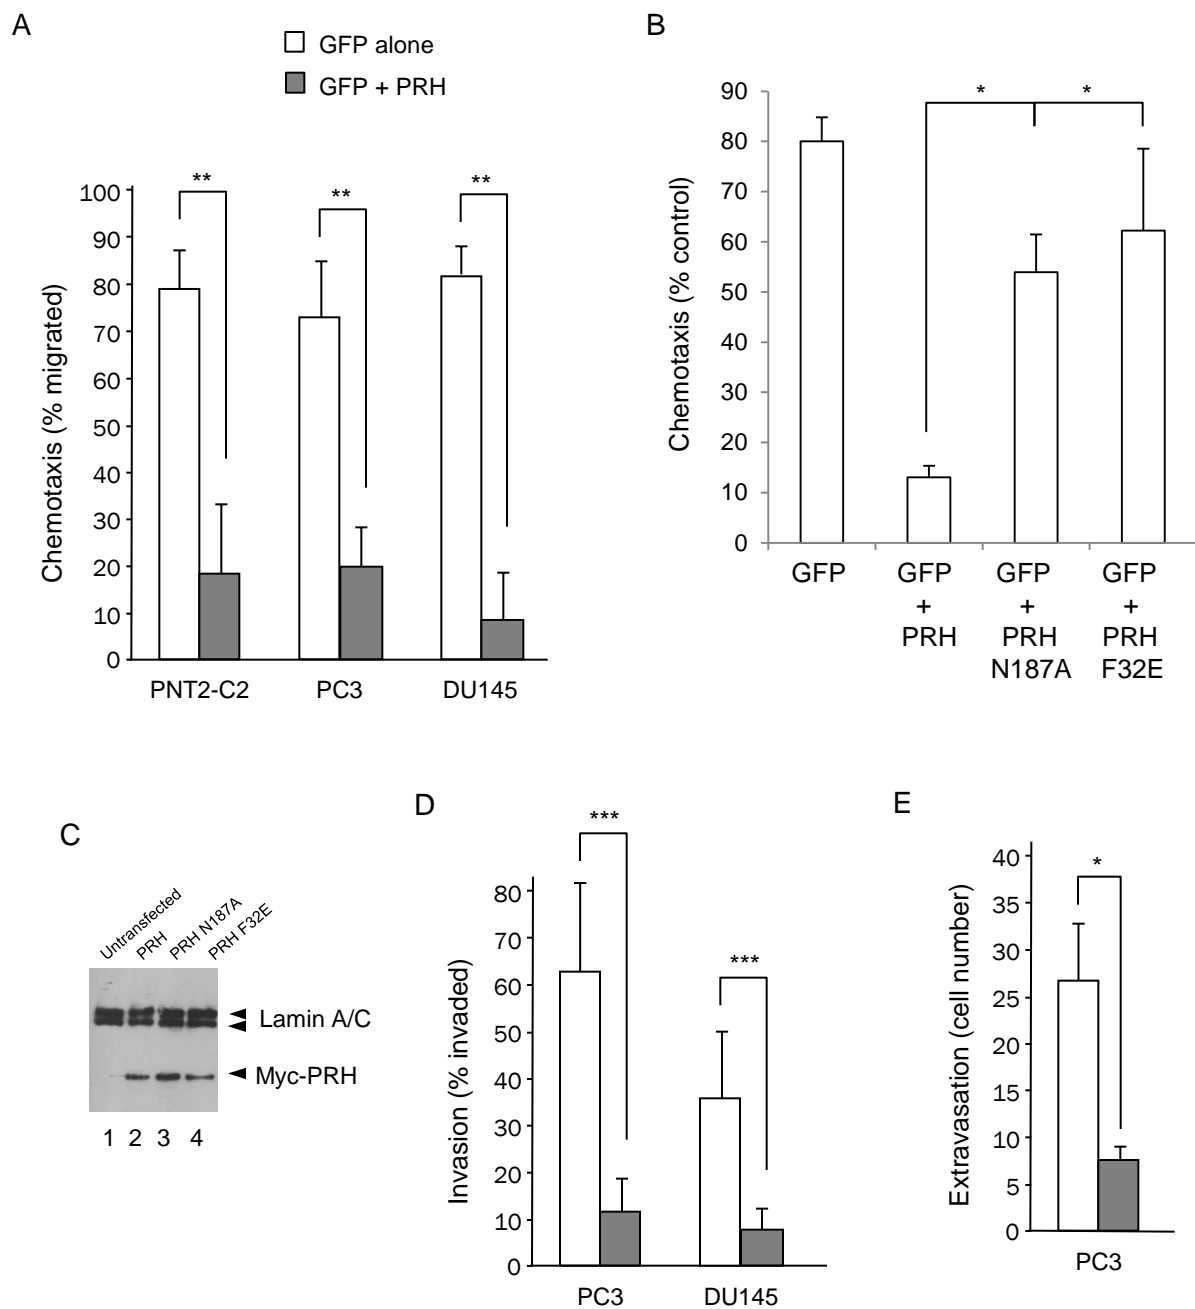 A
GFP alone
GFP + PRH
Chemotaxis (% migrated)
100
90
80
70
60
50
40
30
20
10
0
**
**
**
PNT2-C2
PC3
DU145
B
Chemotaxis (% control)
90
80
70
60
50
40
30
20
10
0
*
*
GFP
GFP
+
PRH
GFP
+
PRH
N187A
GFP
+
PRH
F32E
C
Untransfected
PRH
PRH N187A
PRH F32E
Lamin A/C
Myc-PRH
1 2 3 4
D
Invasion (% invaded)
80
70
60
50
40
30
20
10
0
***
***
PC3
DU145
E
Extravasation (cell number)
40
35
30
25
20
15
10
5
0
*
PC3